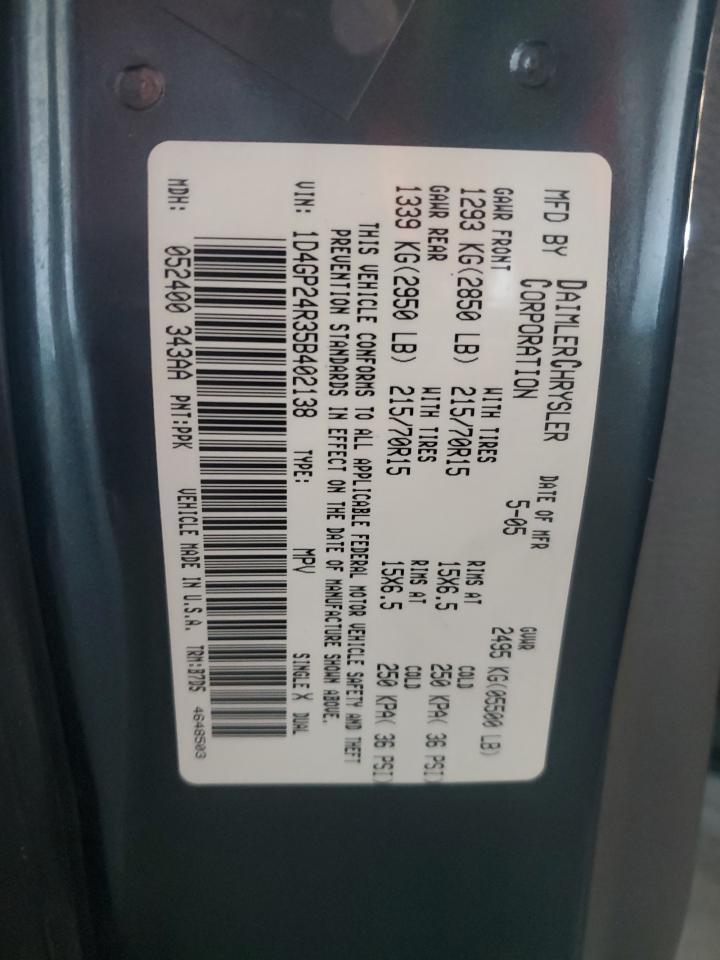 MFD BY DAIMLERCHRYSLER CORPORATION
DATE OF MFR 5-05
GVWR 2495 KG(05500 LB)
GAWR FRONT WITH TIRES RIMS AT COLD
1293 KG(2850 LB) 215/70R15 15X6.5 250 KPA( 36 PSI)
GAWR REAR WITH TIRES RIMS AT COLD
1339 KG(2950 LB) 215/70R15 15X6.5 250 KPA( 36 PSI)
THIS VEHICLE CONFORMS TO ALL APPLICABLE FEDERAL MOTOR VEHICLE SAFETY AND THEFT
PREVENTION STANDARDS IN EFFECT ON THE DATE OF MANUFACTURE SHOWN ABOVE.
VIN: 1D4GP24R35B402138 TYPE: MPV SINGLE X DUAL
MDH: 052400 343AA PNT:PPK VEHICLE MADE IN U.S.A. TRM:B7D5 4648503